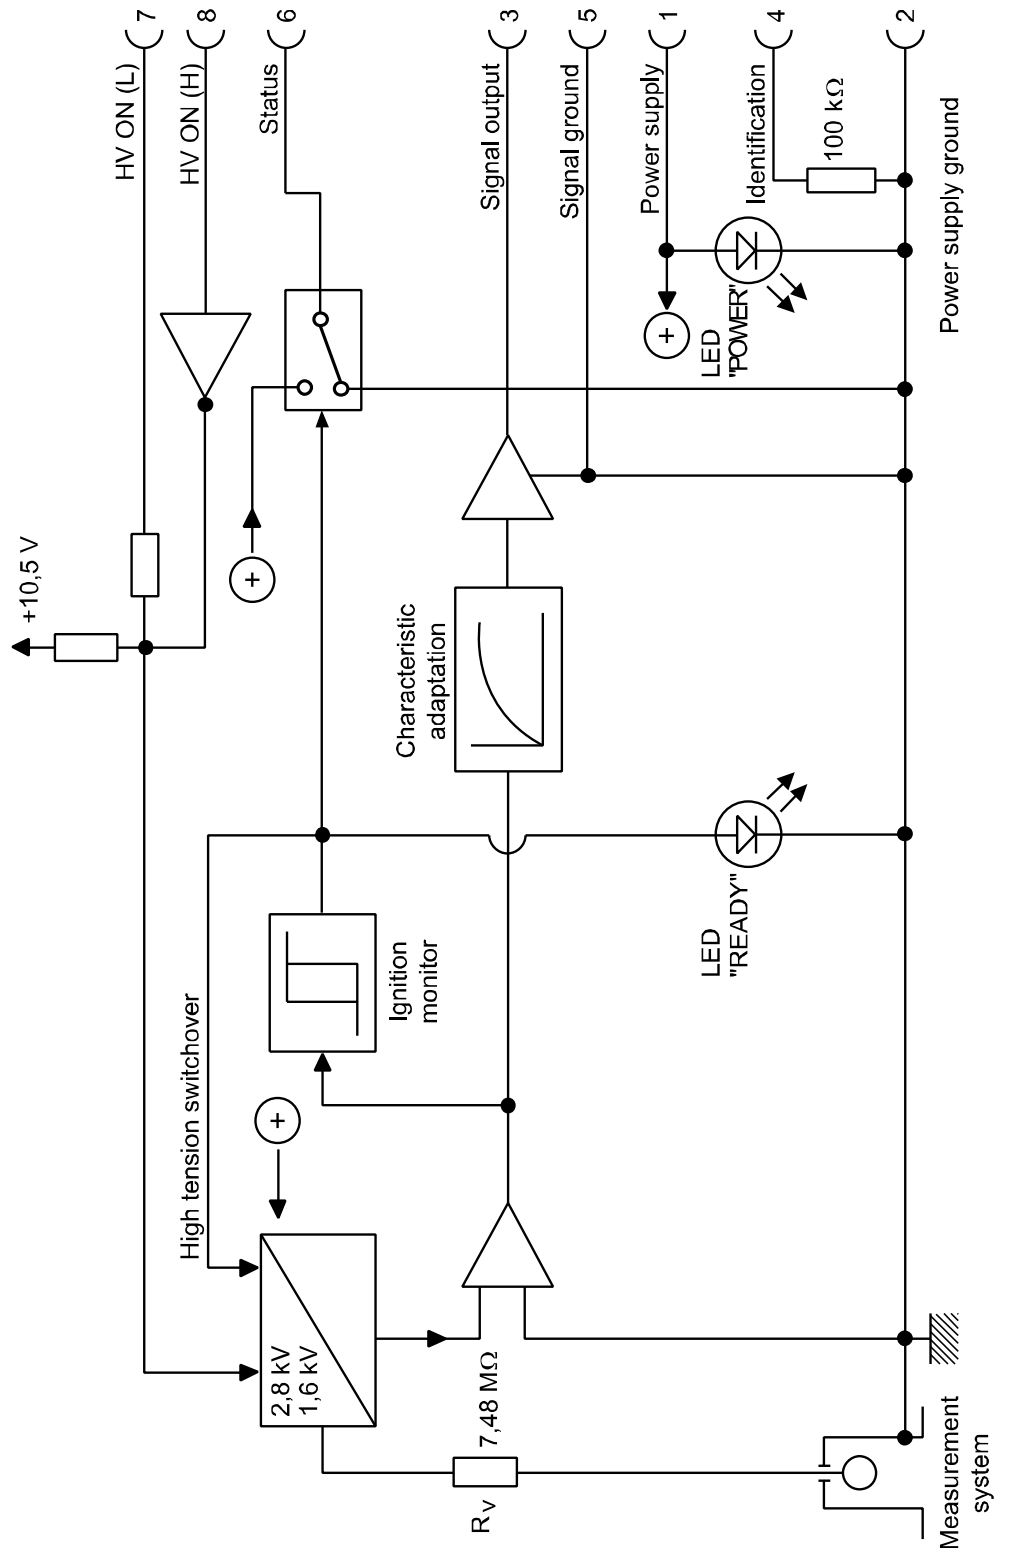 7
8
6
3
5
1
4
2
HV ON (L)
HV ON (H)
Status
Signal output
Signal ground
Power supply
Identification
100 kΩ
Power supply ground
+
LED
"POWER"
+10,5 V
+
Characteristic
adaptation
LED
"READY"
Ignition
monitor
High tension switchover
+
2,8 kV
1,6 kV
7,48 MΩ
Rv
Measurement
system